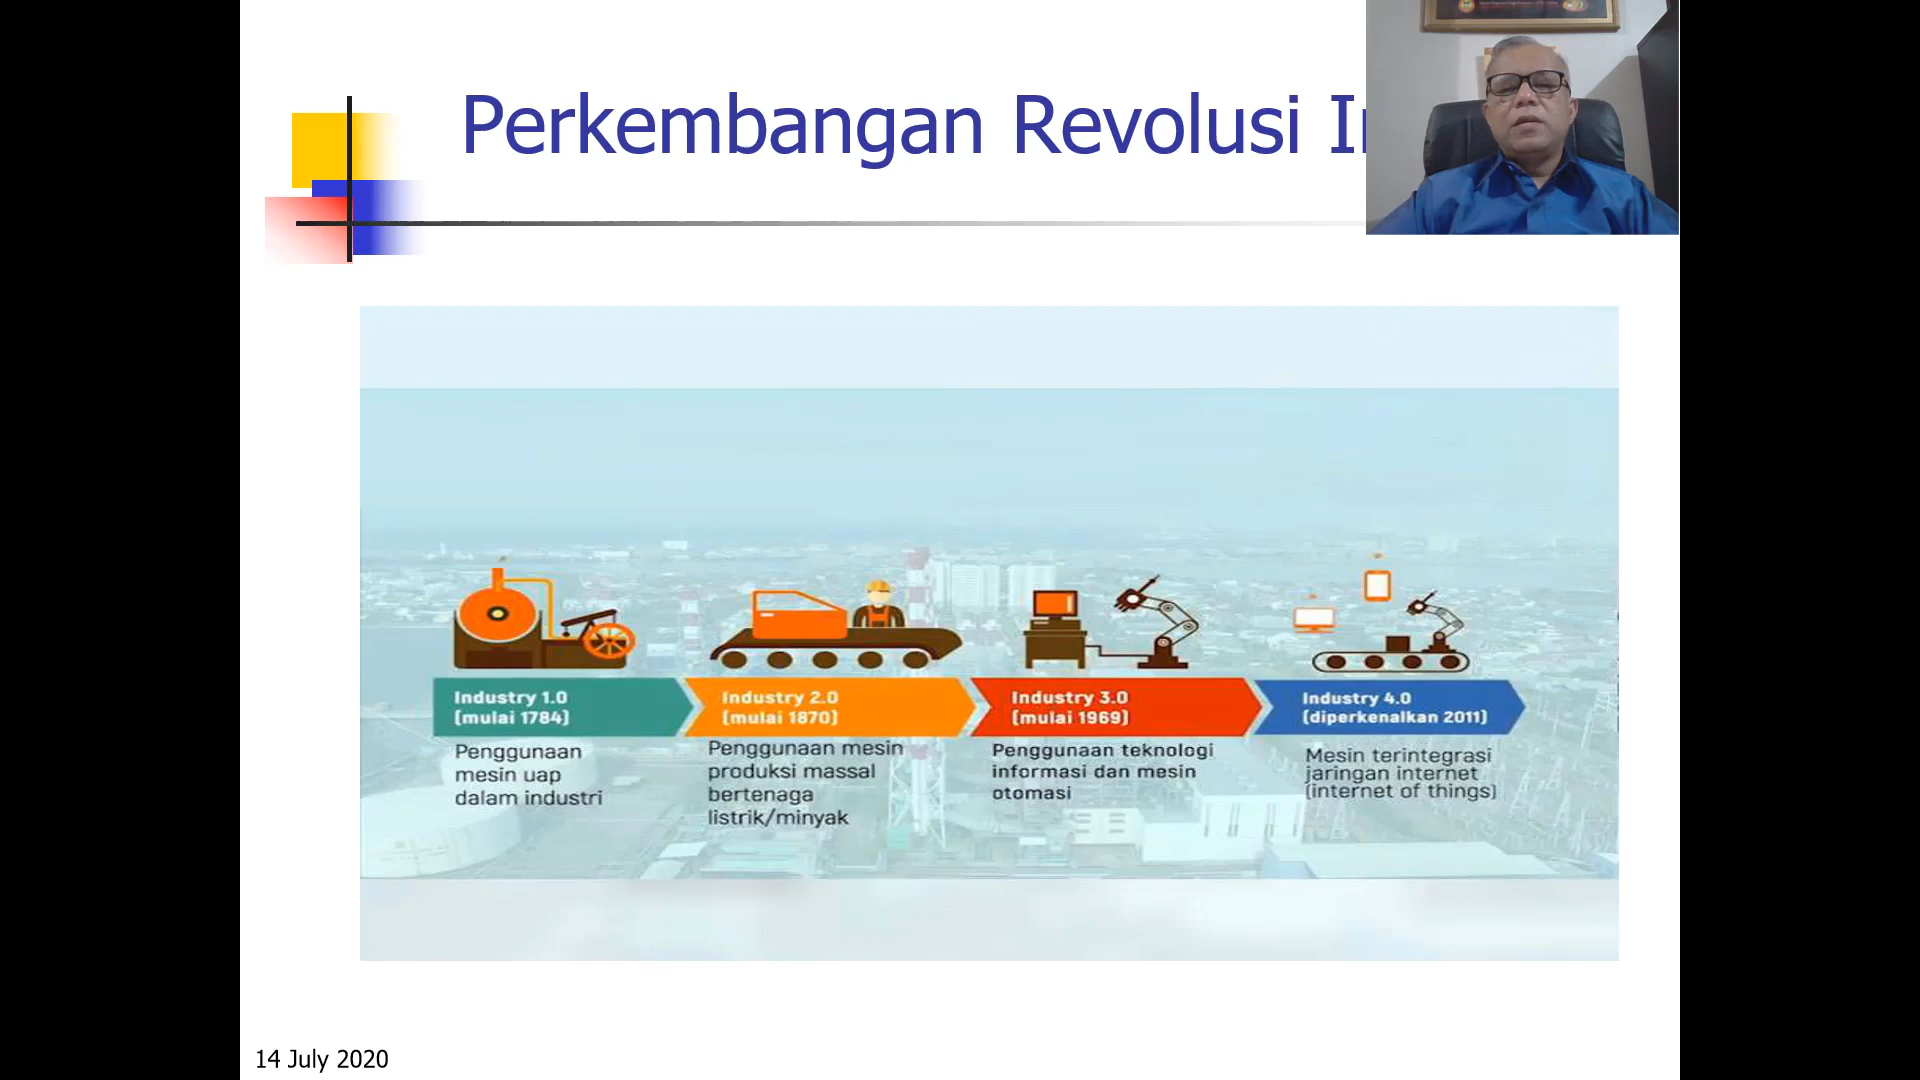 Perkembangan Revolusi
Industry 1.0
(mulai 1784)
Penggunaan
mesin uap
dalam industri
Industry 2.0
(mulai 1870)
Penggunaan mesin
produksi massal
bertenaga
listrik/minyak
Industry 3.0
(mulai 1969)
Penggunaan teknologi
informasi dan mesin
otomasi
Industry 4.0
(diperkenalkan 2011)
Mesin terintegrasi
jaringan internet
(internet of things)
14 July 2020